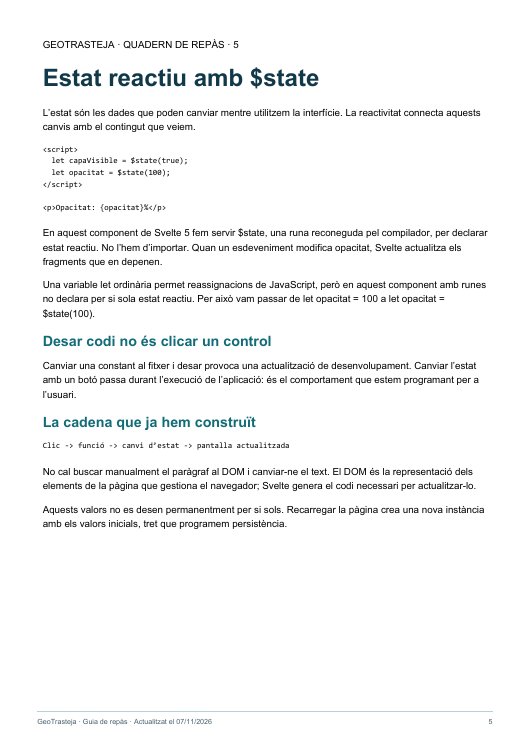 GEOTRASTEJA · QUADERN DE REPÀS · 5
Estat reactiu amb $state
L’estat són les dades que poden canviar mentre utilitzem la interfície. La reactivitat connecta aquests
canvis amb el contingut que veiem.
<script>
  let capaVisible = $state(true);
  let opacitat = $state(100);
</script>

<p>Opacitat: {opacitat}%</p>
En aquest component de Svelte 5 fem servir $state, una runa reconeguda pel compilador, per declarar
estat reactiu. No l’hem d’importar. Quan un esdeveniment modifica opacitat, Svelte actualitza els
fragments que en depenen.
Una variable let ordinària permet reassignacions de JavaScript, però en aquest component amb runes
no declara per si sola estat reactiu. Per això vam passar de let opacitat = 100 a let opacitat =
$state(100).
Desar codi no és clicar un control
Canviar una constant al fitxer i desar provoca una actualització de desenvolupament. Canviar l’estat
amb un botó passa durant l’execució de l’aplicació: és el comportament que estem programant per a
l’usuari.
La cadena que ja hem construït
Clic -> funció -> canvi d’estat -> pantalla actualitzada
No cal buscar manualment el paràgraf al DOM i canviar-ne el text. El DOM és la representació dels
elements de la pàgina que gestiona el navegador; Svelte genera el codi necessari per actualitzar-lo.
Aquests valors no es desen permanentment per si sols. Recarregar la pàgina crea una nova instància
amb els valors inicials, tret que programem persistència.
GeoTrasteja · Guia de repàs · Actualitzat el 07/11/2026
5